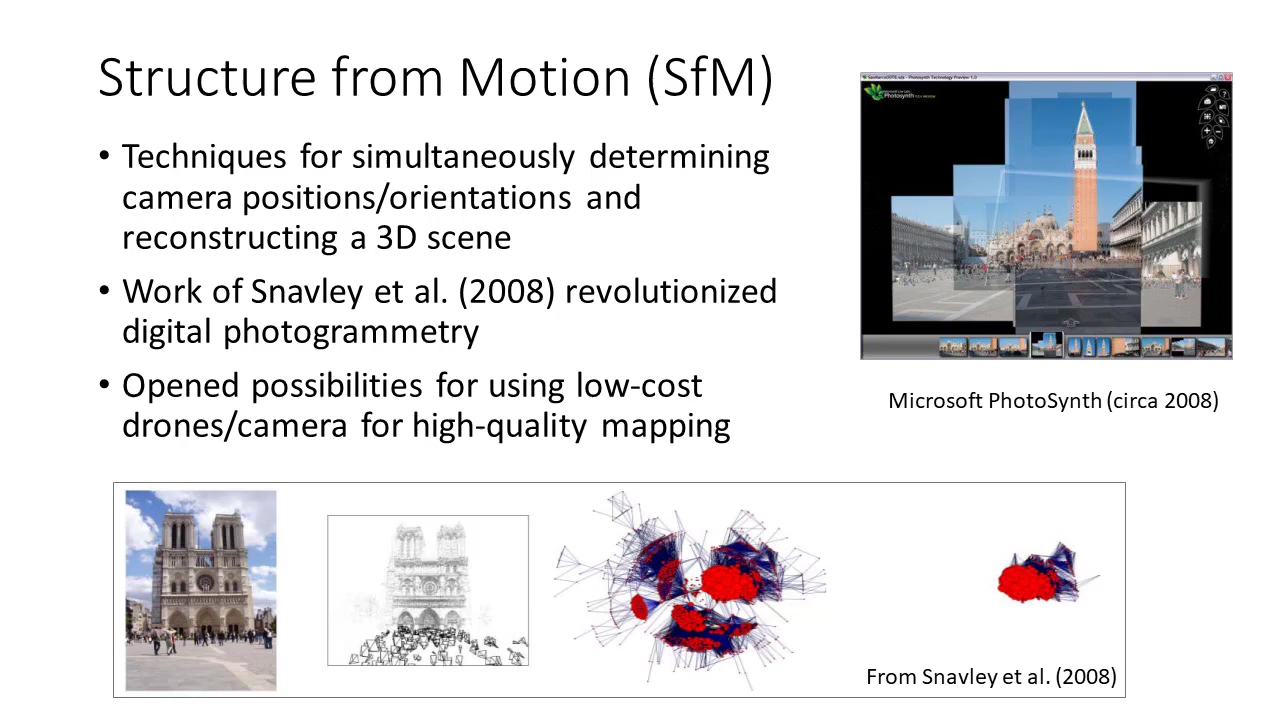 Structure from Motion (SfM)
• Techniques for simultaneously determining
camera positions/orientations and
reconstructing a 3D scene
• Work of Snavley et al. (2008) revolutionized
digital photogrammetry
• Opened possibilities for using low-cost
drones/camera for high-quality mapping
Photosynth
Microsoft PhotoSynth (circa 2008)
From Snavley et al. (2008)